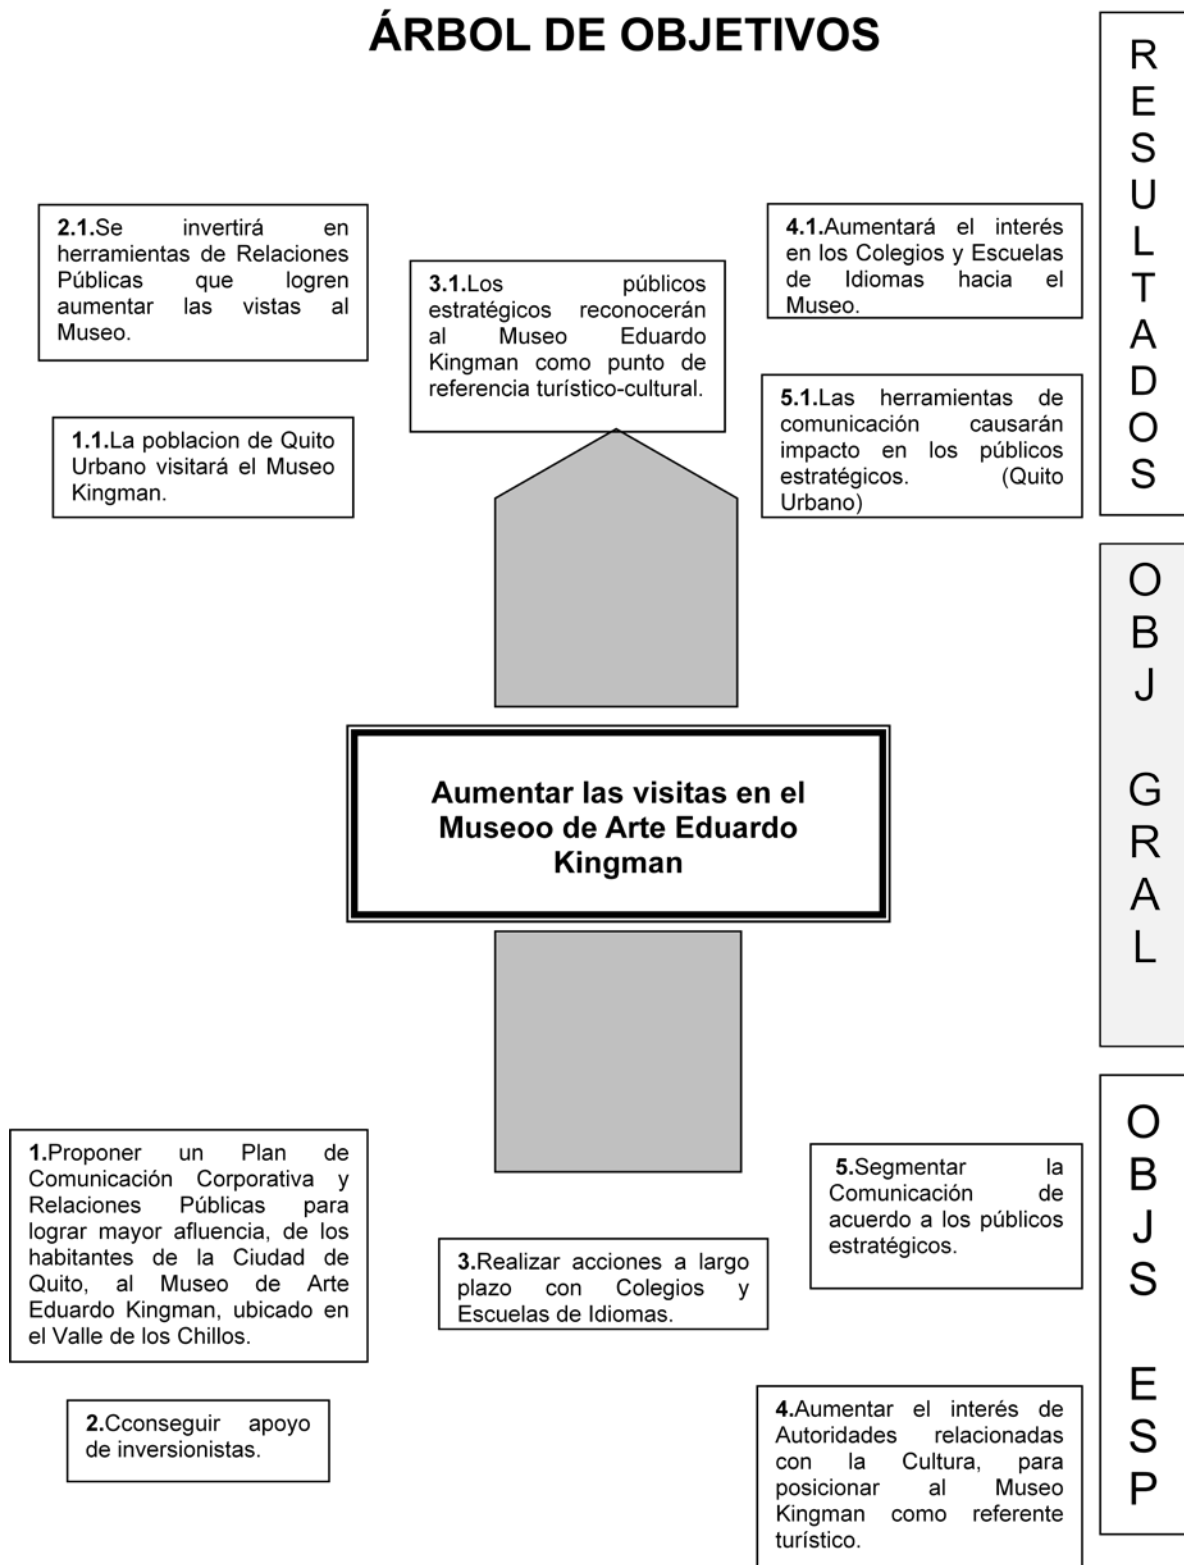 ÁRBOL DE OBJETIVOS
R
E
S
U
L
T
A
D
O
S
2.1.Se invertirá en
herramientas de Relaciones
Públicas que logren
aumentar las vistas al
Museo.
3.1.Los públicos
estratégicos reconocerán
al Museo Eduardo
Kingman como punto de
referencia turístico-cultural.
4.1.Aumentará el interés
en los Colegios y Escuelas
de Idiomas hacia el
Museo.
1.1.La poblacion de Quito
Urbano visitará el Museo
Kingman.
5.1.Las herramientas de
comunicación causarán
impacto en los públicos
estratégicos. (Quito
Urbano)
O
B
J
G
R
A
L
Aumentar las visitas en el
Museoo de Arte Eduardo
Kingman
O
B
J
S
E
S
P
1.Proponer un Plan de
Comunicación Corporativa y
Relaciones Públicas para
lograr mayor afluencia, de los
habitantes de la Ciudad de
Quito, al Museo de Arte
Eduardo Kingman, ubicado en
el Valle de los Chillos.
3.Realizar acciones a largo
plazo con Colegios y
Escuelas de Idiomas.
5.Segmentar la
Comunicación de
acuerdo a los públicos
estratégicos.
2.Cconseguir apoyo
de inversionistas.
4.Aumentar el interés de
Autoridades relacionadas
con la Cultura, para
posicionar al Museo
Kingman como referente
turístico.